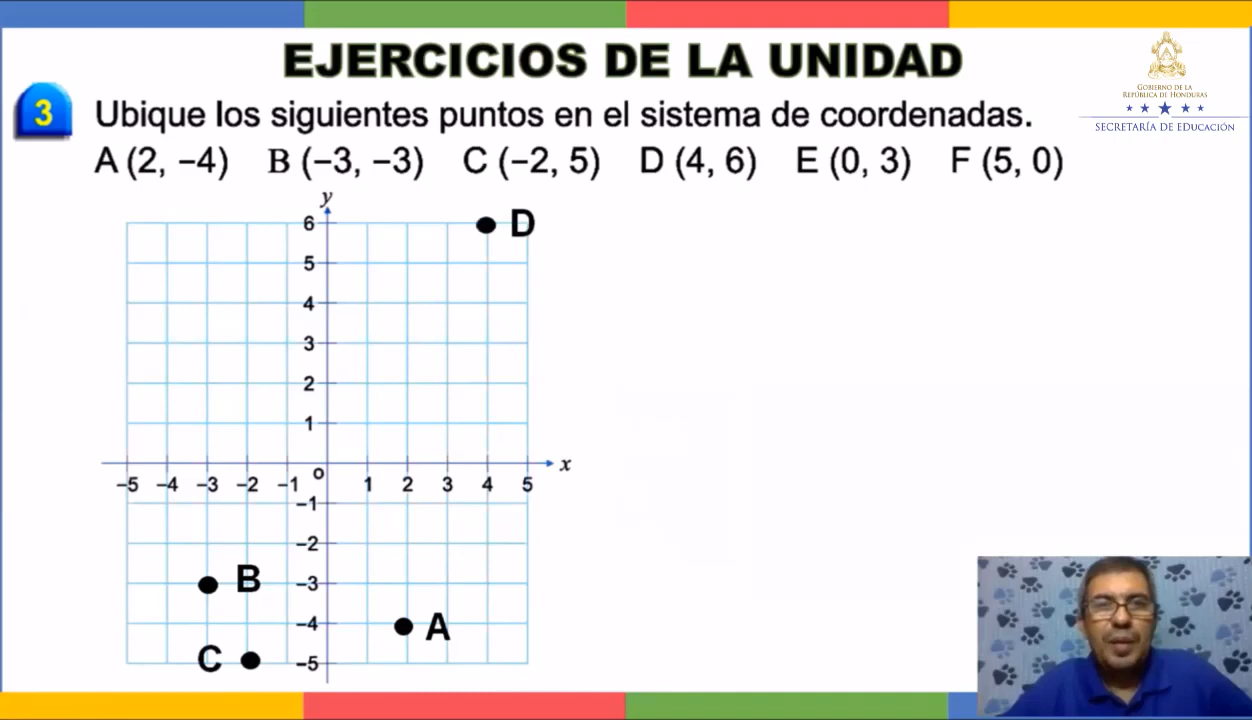 EJERCICIOS DE LA UNIDAD
GOBIERNO DE LA
REPÚBLICA DE HONDURAS
SECRETARÍA DE EDUCACIÓN
3 Ubique los siguientes puntos en el sistema de coordenadas.
A (2, −4) B (−3, −3) C (−2, 5) D (4, 6) E (0, 3) F (5, 0)
y
6 D
5
4
3
2
1
x
O
−5 −4 −3 −2 −1 1 2 3 4 5
−1
−2
B −3
−4 A
C −5